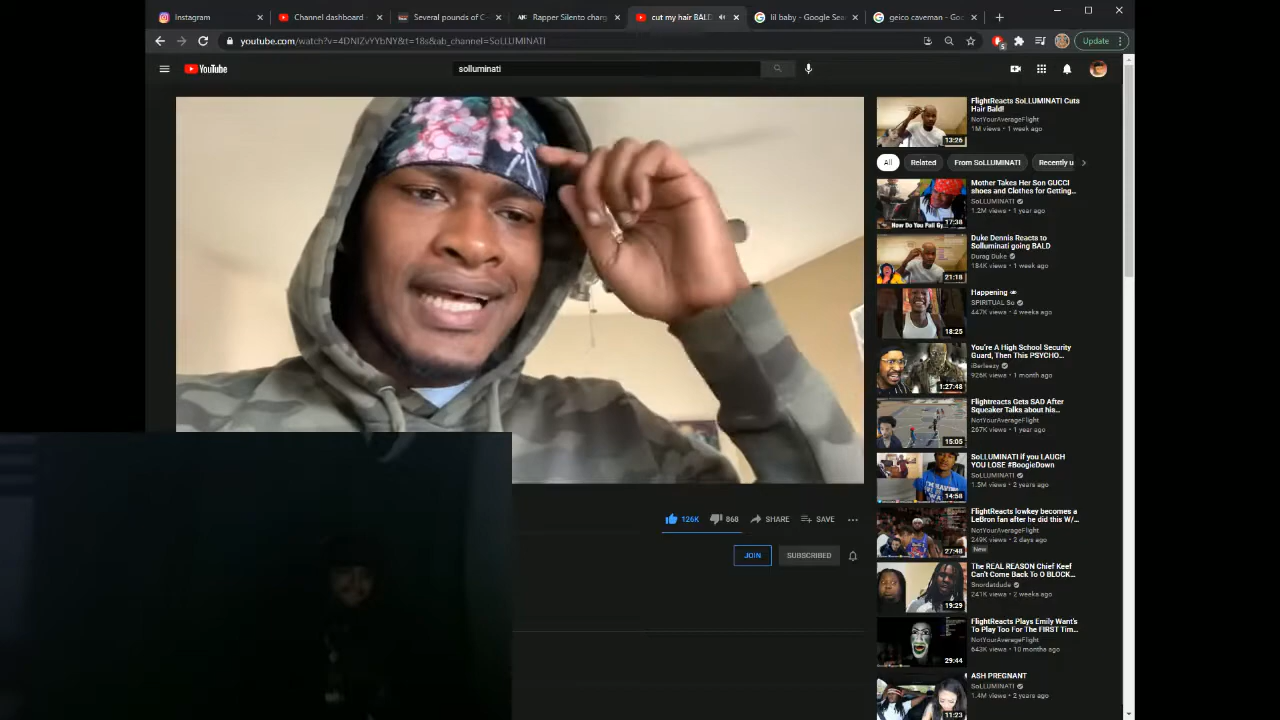 Instagram
Channel dashboard
Several pounds of C
Rapper Silento charg
cut my hair BALD
lil baby - Google Sear
geico caveman - Goo
youtube.com/watch?v=4DNIZvYYbNY&t=18s&ab_channel=SoLLUMINATI
Update
YouTube
solluminati
126K
868
SHARE
SAVE
JOIN
SUBSCRIBED
FlightReacts SoLLUMINATI Cuts
Hair Bald!
NotYourAverageFlight
1M views • 1 week ago
13:26
All
Related
From SoLLUMINATI
Recently u
Mother Takes Her Son GUCCI
shoes and Clothes for Getting...
SoLLUMINATI
1.2M views • 1 year ago
How Do You Fail Gy
17:38
Duke Dennis Reacts to
Solluminati going BALD
Durag Duke
184K views • 1 week ago
21:18
Happening
SPIRITUAL So
447K views • 4 weeks ago
18:25
You're A High School Security
Guard, Then This PSYCHO...
iBerleezy
926K views • 1 month ago
1:27:48
Flightreacts Gets SAD After
Squeaker Talks about his...
NotYourAverageFlight
267K views • 1 year ago
15:05
SoLLUMINATI if you LAUGH
YOU LOSE #BoogieDown
SoLLUMINATI
1.5M views • 2 years ago
14:58
FlightReacts lowkey becomes a
LeBron fan after he did this W/...
NotYourAverageFlight
249K views • 2 days ago
New
27:48
The REAL REASON Chief Keef
Can't Come Back To O BLOCK...
Snordatdude
241K views • 2 weeks ago
19:29
FlightReacts Plays Emily Want's
To Play Too For The FIRST Tim...
NotYourAverageFlight
643K views • 10 months ago
29:44
ASH PREGNANT
SoLLUMINATI
1.4M views • 2 years ago
11:23